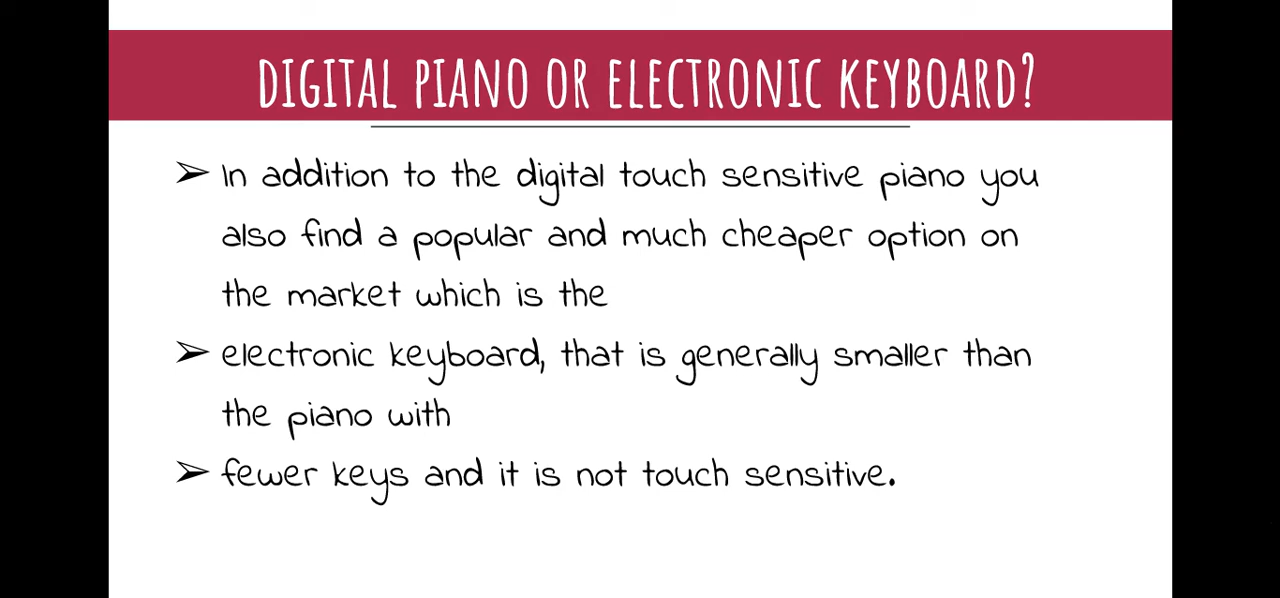 DIGITAL PIANO OR ELECTRONIC KEYBOARD?
➢ In addition to the digital touch sensitive piano you
also find a popular and much cheaper option on
the market which is the
➢ electronic keyboard, that is generally smaller than
the piano with
➢ fewer keys and it is not touch sensitive.